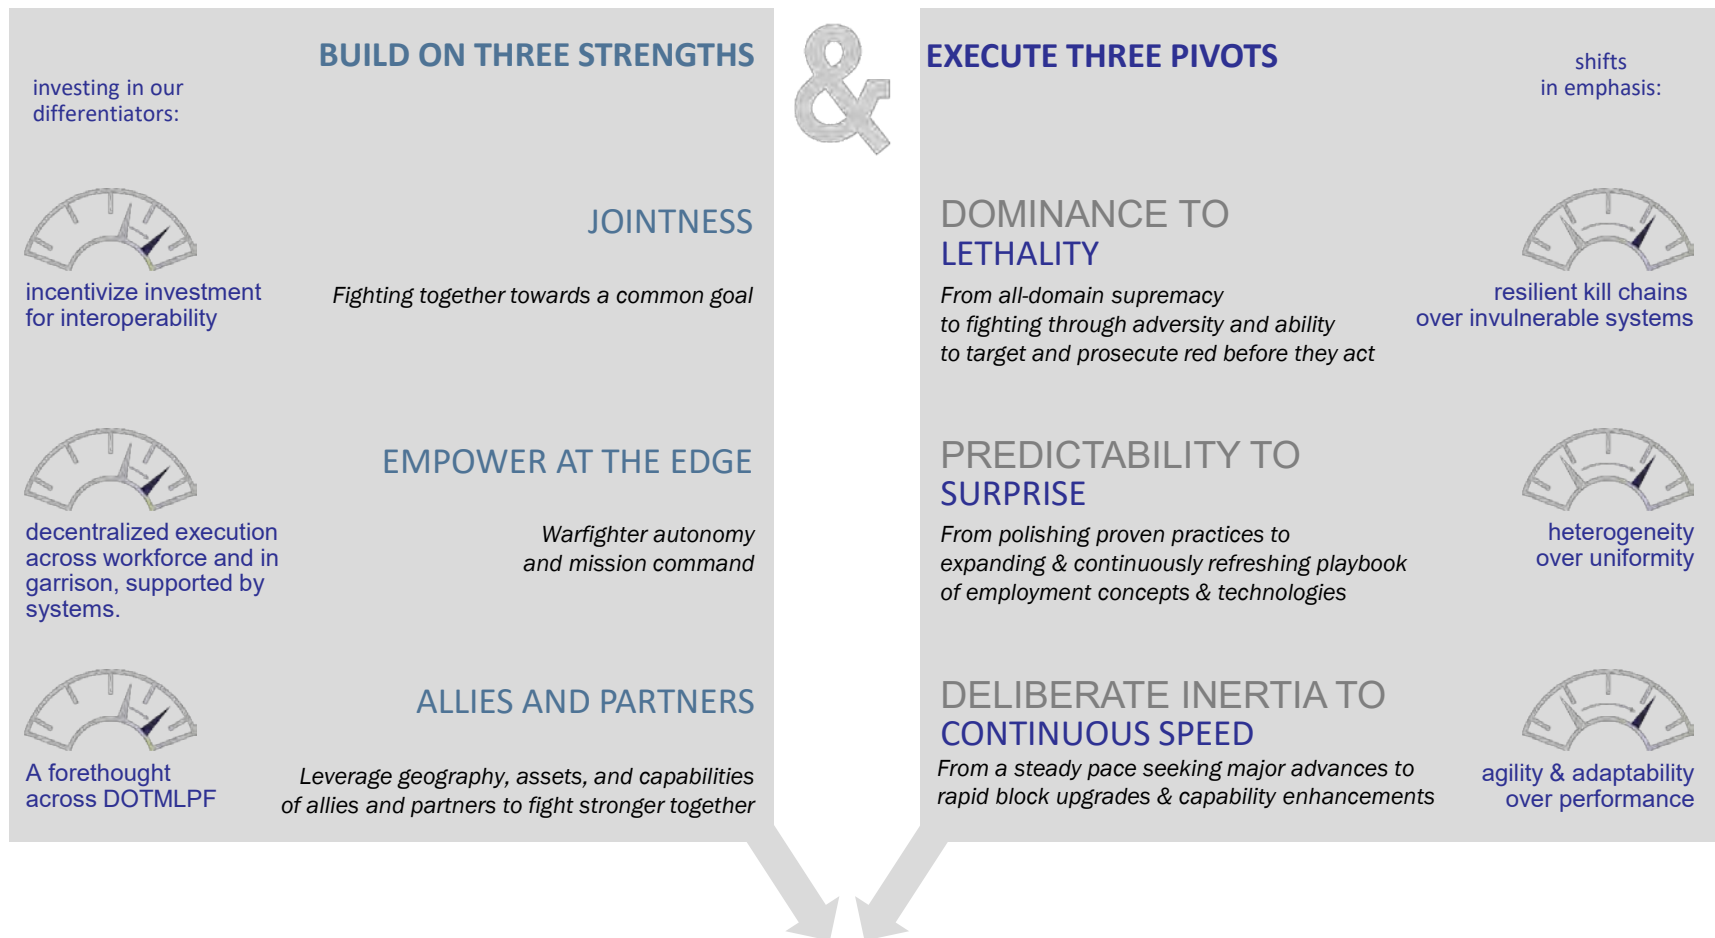 BUILD ON THREE STRENGTHS
investing in our
differentiators:
JOINTNESS
incentivize investment
for interoperability
Fighting together towards a common goal
EMPOWER AT THE EDGE
decentralized execution
across workforce and in
garrison, supported by
systems.
Warfighter autonomy
and mission command
ALLIES AND PARTNERS
A forethought
across DOTMLPF
Leverage geography, assets, and capabilities
of allies and partners to fight stronger together
&
EXECUTE THREE PIVOTS
shifts
in emphasis:
DOMINANCE TO
LETHALITY
From all-domain supremacy
to fighting through adversity and ability
to target and prosecute red before they act
resilient kill chains
over invulnerable systems
PREDICTABILITY TO
SURPRISE
From polishing proven practices to
expanding & continuously refreshing playbook
of employment concepts & technologies
heterogeneity
over uniformity
DELIBERATE INERTIA TO
CONTINUOUS SPEED
From a steady pace seeking major advances to
rapid block upgrades & capability enhancements
agility & adaptability
over performance